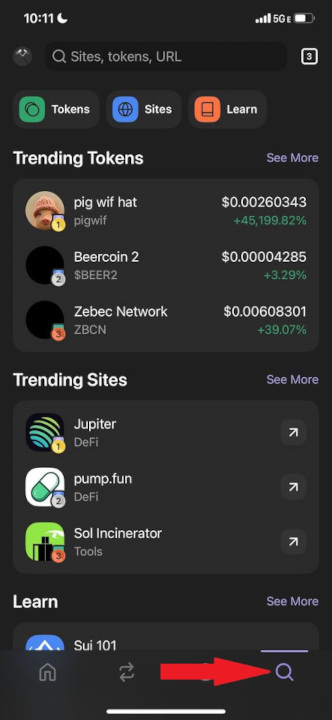 10:11
5G E
Sites, tokens, URL
3
Tokens
Sites
Learn
Trending Tokens
See More
pig wif hat
$0.00260343
1
pigwif
+45,199.82%
Beercoin 2
$0.00004285
2
$BEER2
+3.29%
Zebec Network
$0.00608301
3
ZBCN
+39.07%
Trending Sites
See More
Jupiter
1
DeFi
pump.fun
2
DeFi
Sol Incinerator
3
Tools
Learn
See More
Sui 101